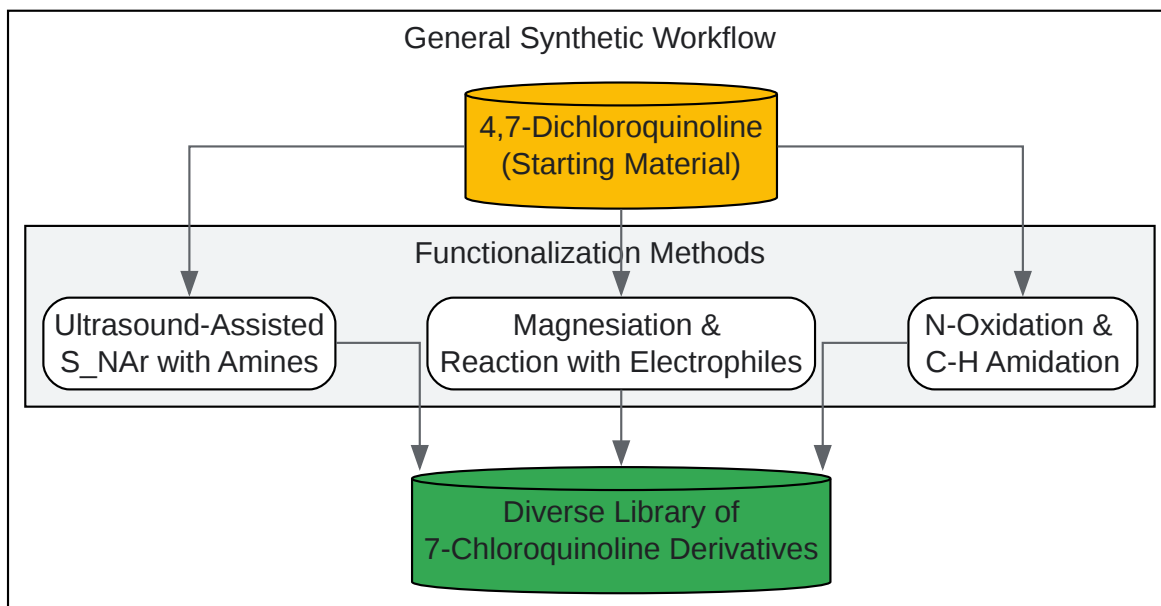 General Synthetic Workflow
4,7-Dichloroquinoline
(Starting Material)
Functionalization Methods
Ultrasound-Assisted
S_NAr with Amines
Magnesiation &
Reaction with Electrophiles
N-Oxidation &
C-H Amidation
Diverse Library of
7-Chloroquinoline Derivatives